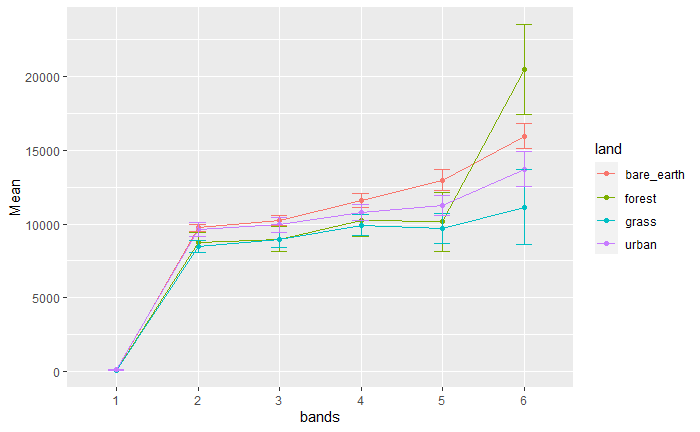 20000
15000
10000
5000
0
Mean
1 2 3 4 5 6
bands
land
bare_earth
forest
grass
urban